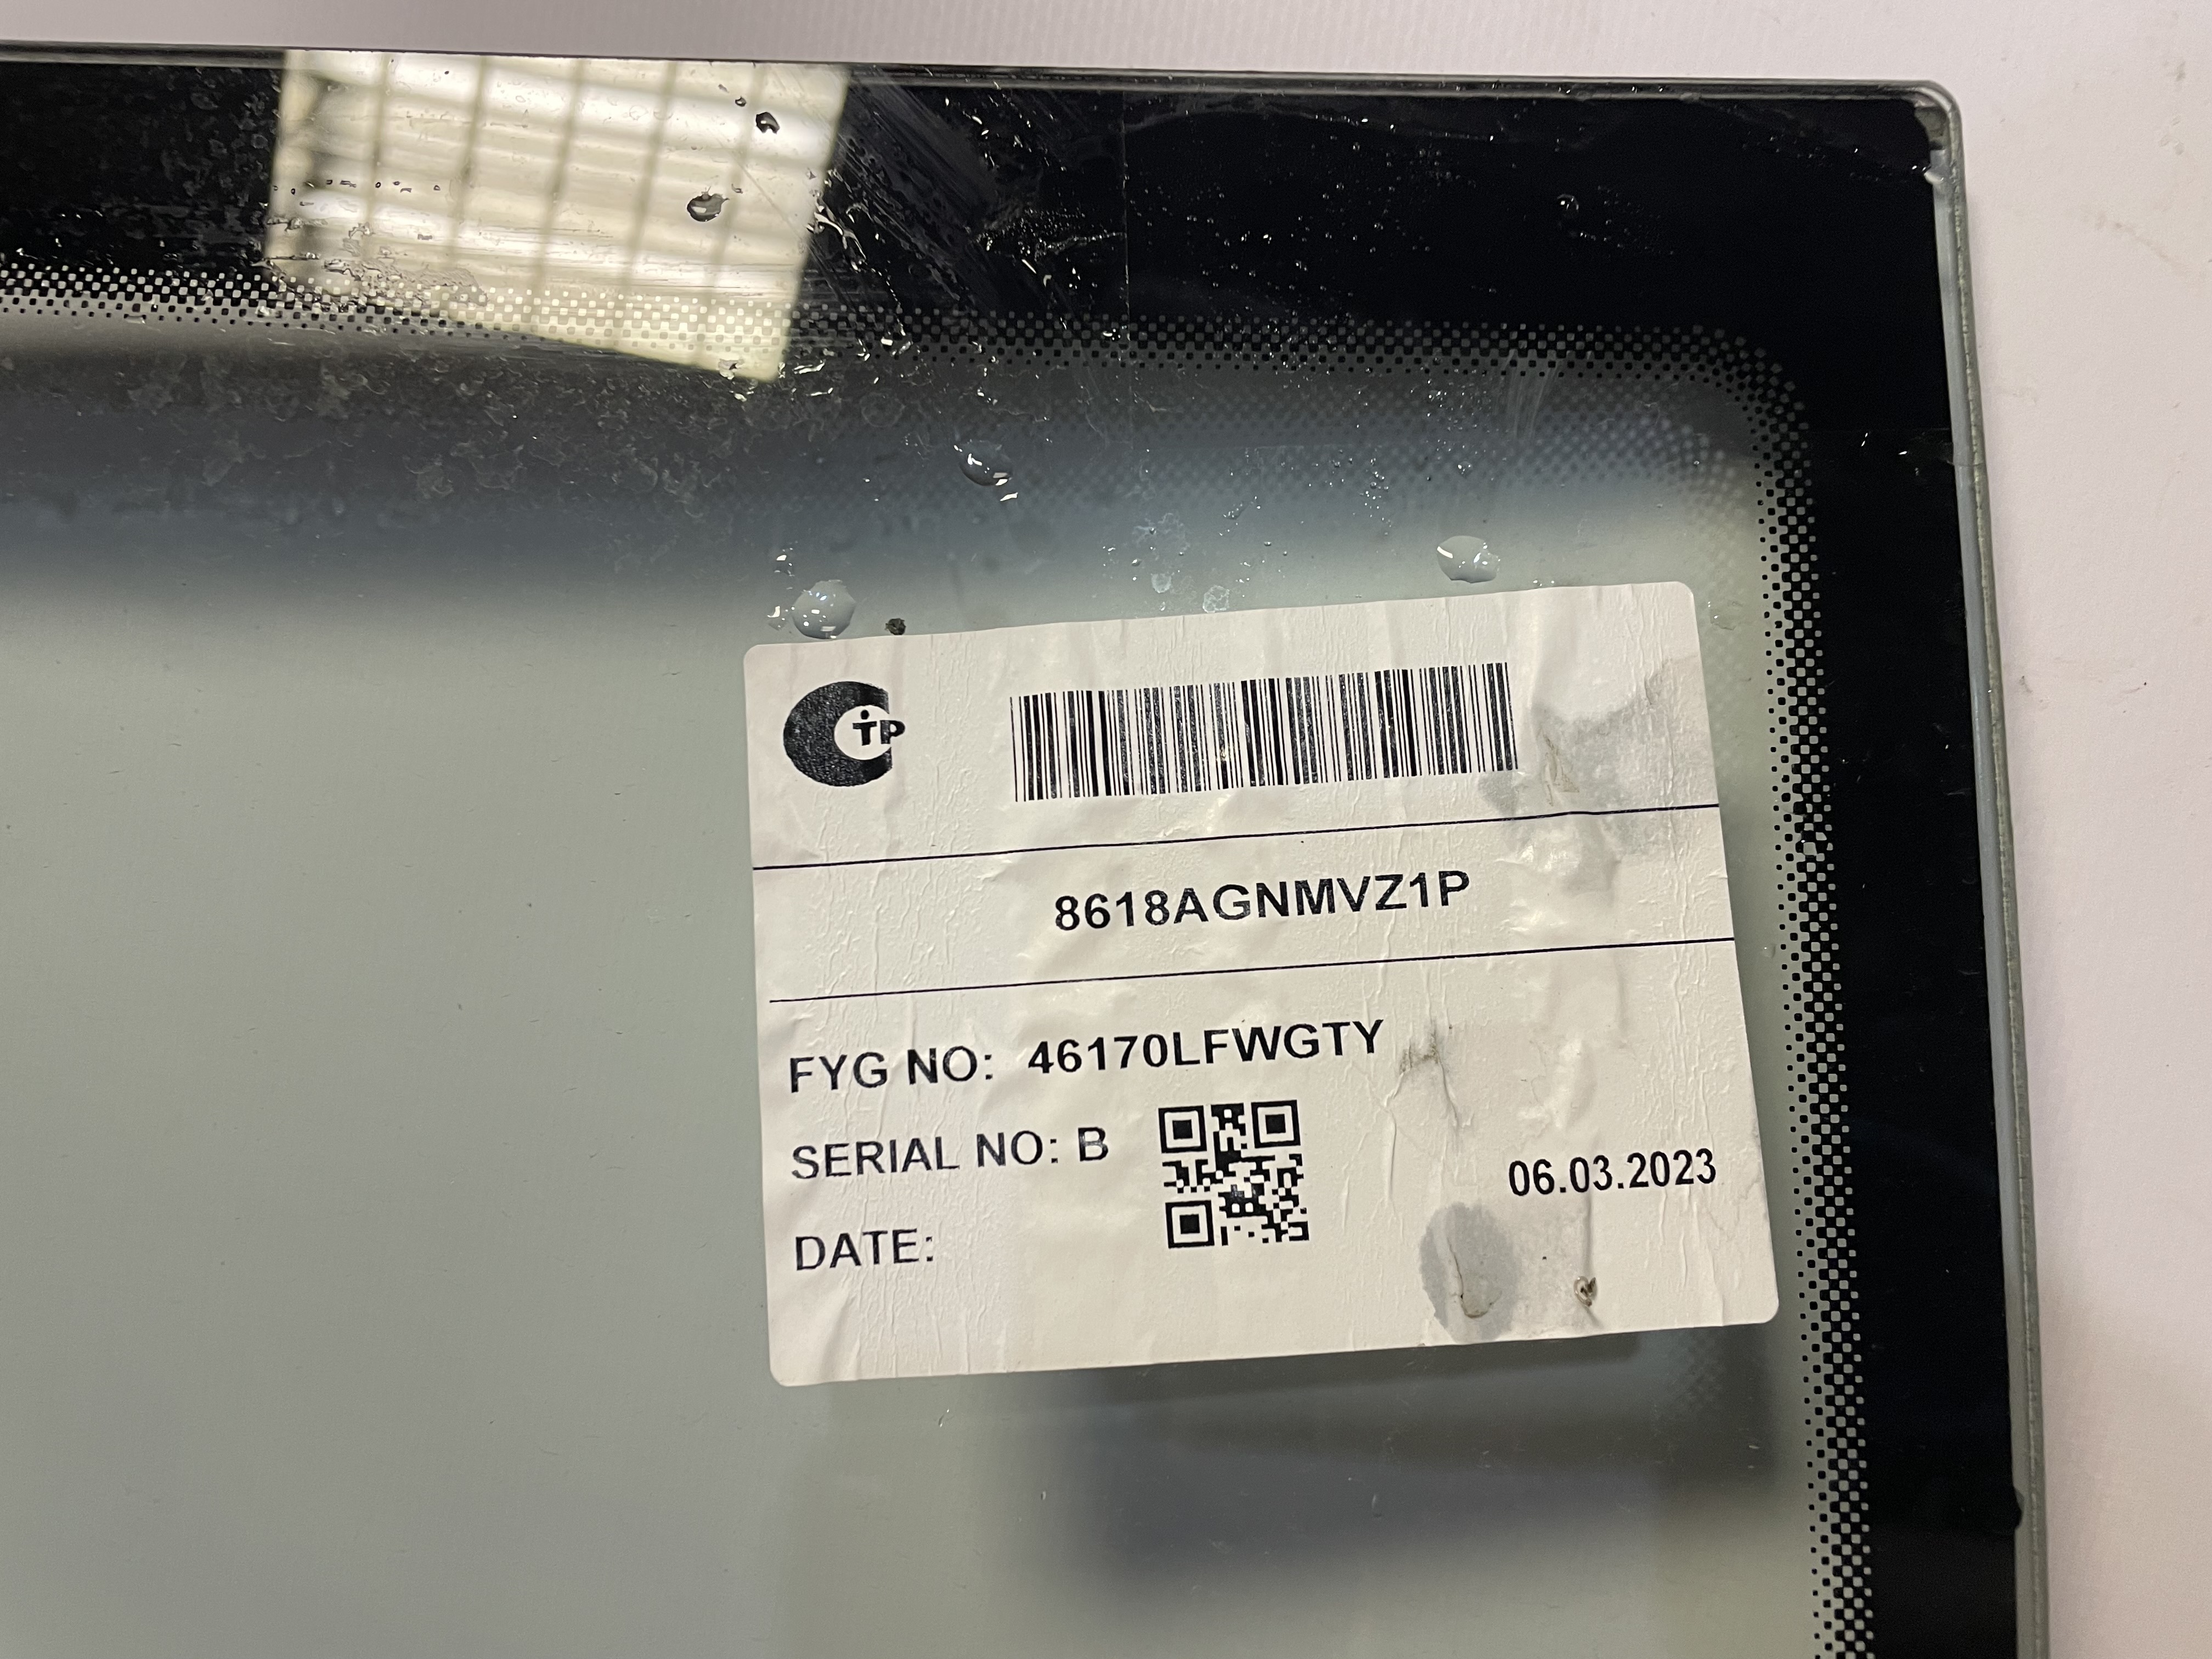 TP
8618AGNMVZ1P
FYG NO: 46170LFWGTY
SERIAL NO: B
06.03.2023
DATE: